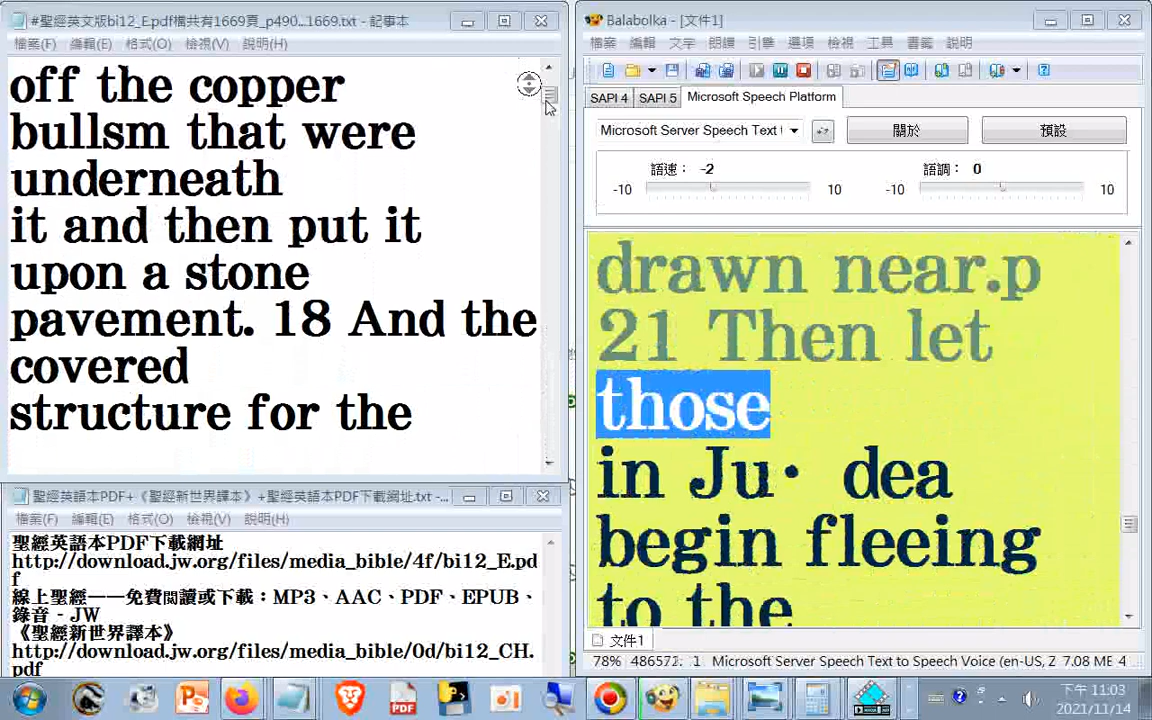 #聖經英文版bi12_E.pdf檔共有1669頁_p490...1669.txt - 記事本
檔案(F) 編輯(E) 格式(O) 檢視(V) 說明(H)
off the copper
bullsm that were
underneath
it and then put it
upon a stone
pavement. 18 And the
covered
structure for the
聖經英語本PDF+《聖經新世界譯本》+聖經英語本PDF下載網址.txt -...
檔案(F) 編輯(E) 格式(O) 檢視(V) 說明(H)
聖經英語本PDF下載網址
http://download.jw.org/files/media_bible/4f/bi12_E.pd
f
線上聖經——免費閱讀或下載：MP3、AAC、PDF、EPUB、
錄音 - JW
《聖經新世界譯本》
http://download.jw.org/files/media_bible/0d/bi12_CH.
pdf
Balabolka - [文件1]
檔案 編輯 文字 朗讀 引擎 選項 檢視 工具 書籤 說明
SAPI 4 SAPI 5 Microsoft Speech Platform
Microsoft Server Speech Text 關於 預設
語速： -2 語調： 0
-10 10 -10 10
drawn near.p
21 Then let
those
in Ju· dea
begin fleeing
to the
文件1
78% 486572: 1 Microsoft Server Speech Text to Speech Voice (en-US, Z 7.08 ME 4
PDF
下午 11:03
2021/11/14